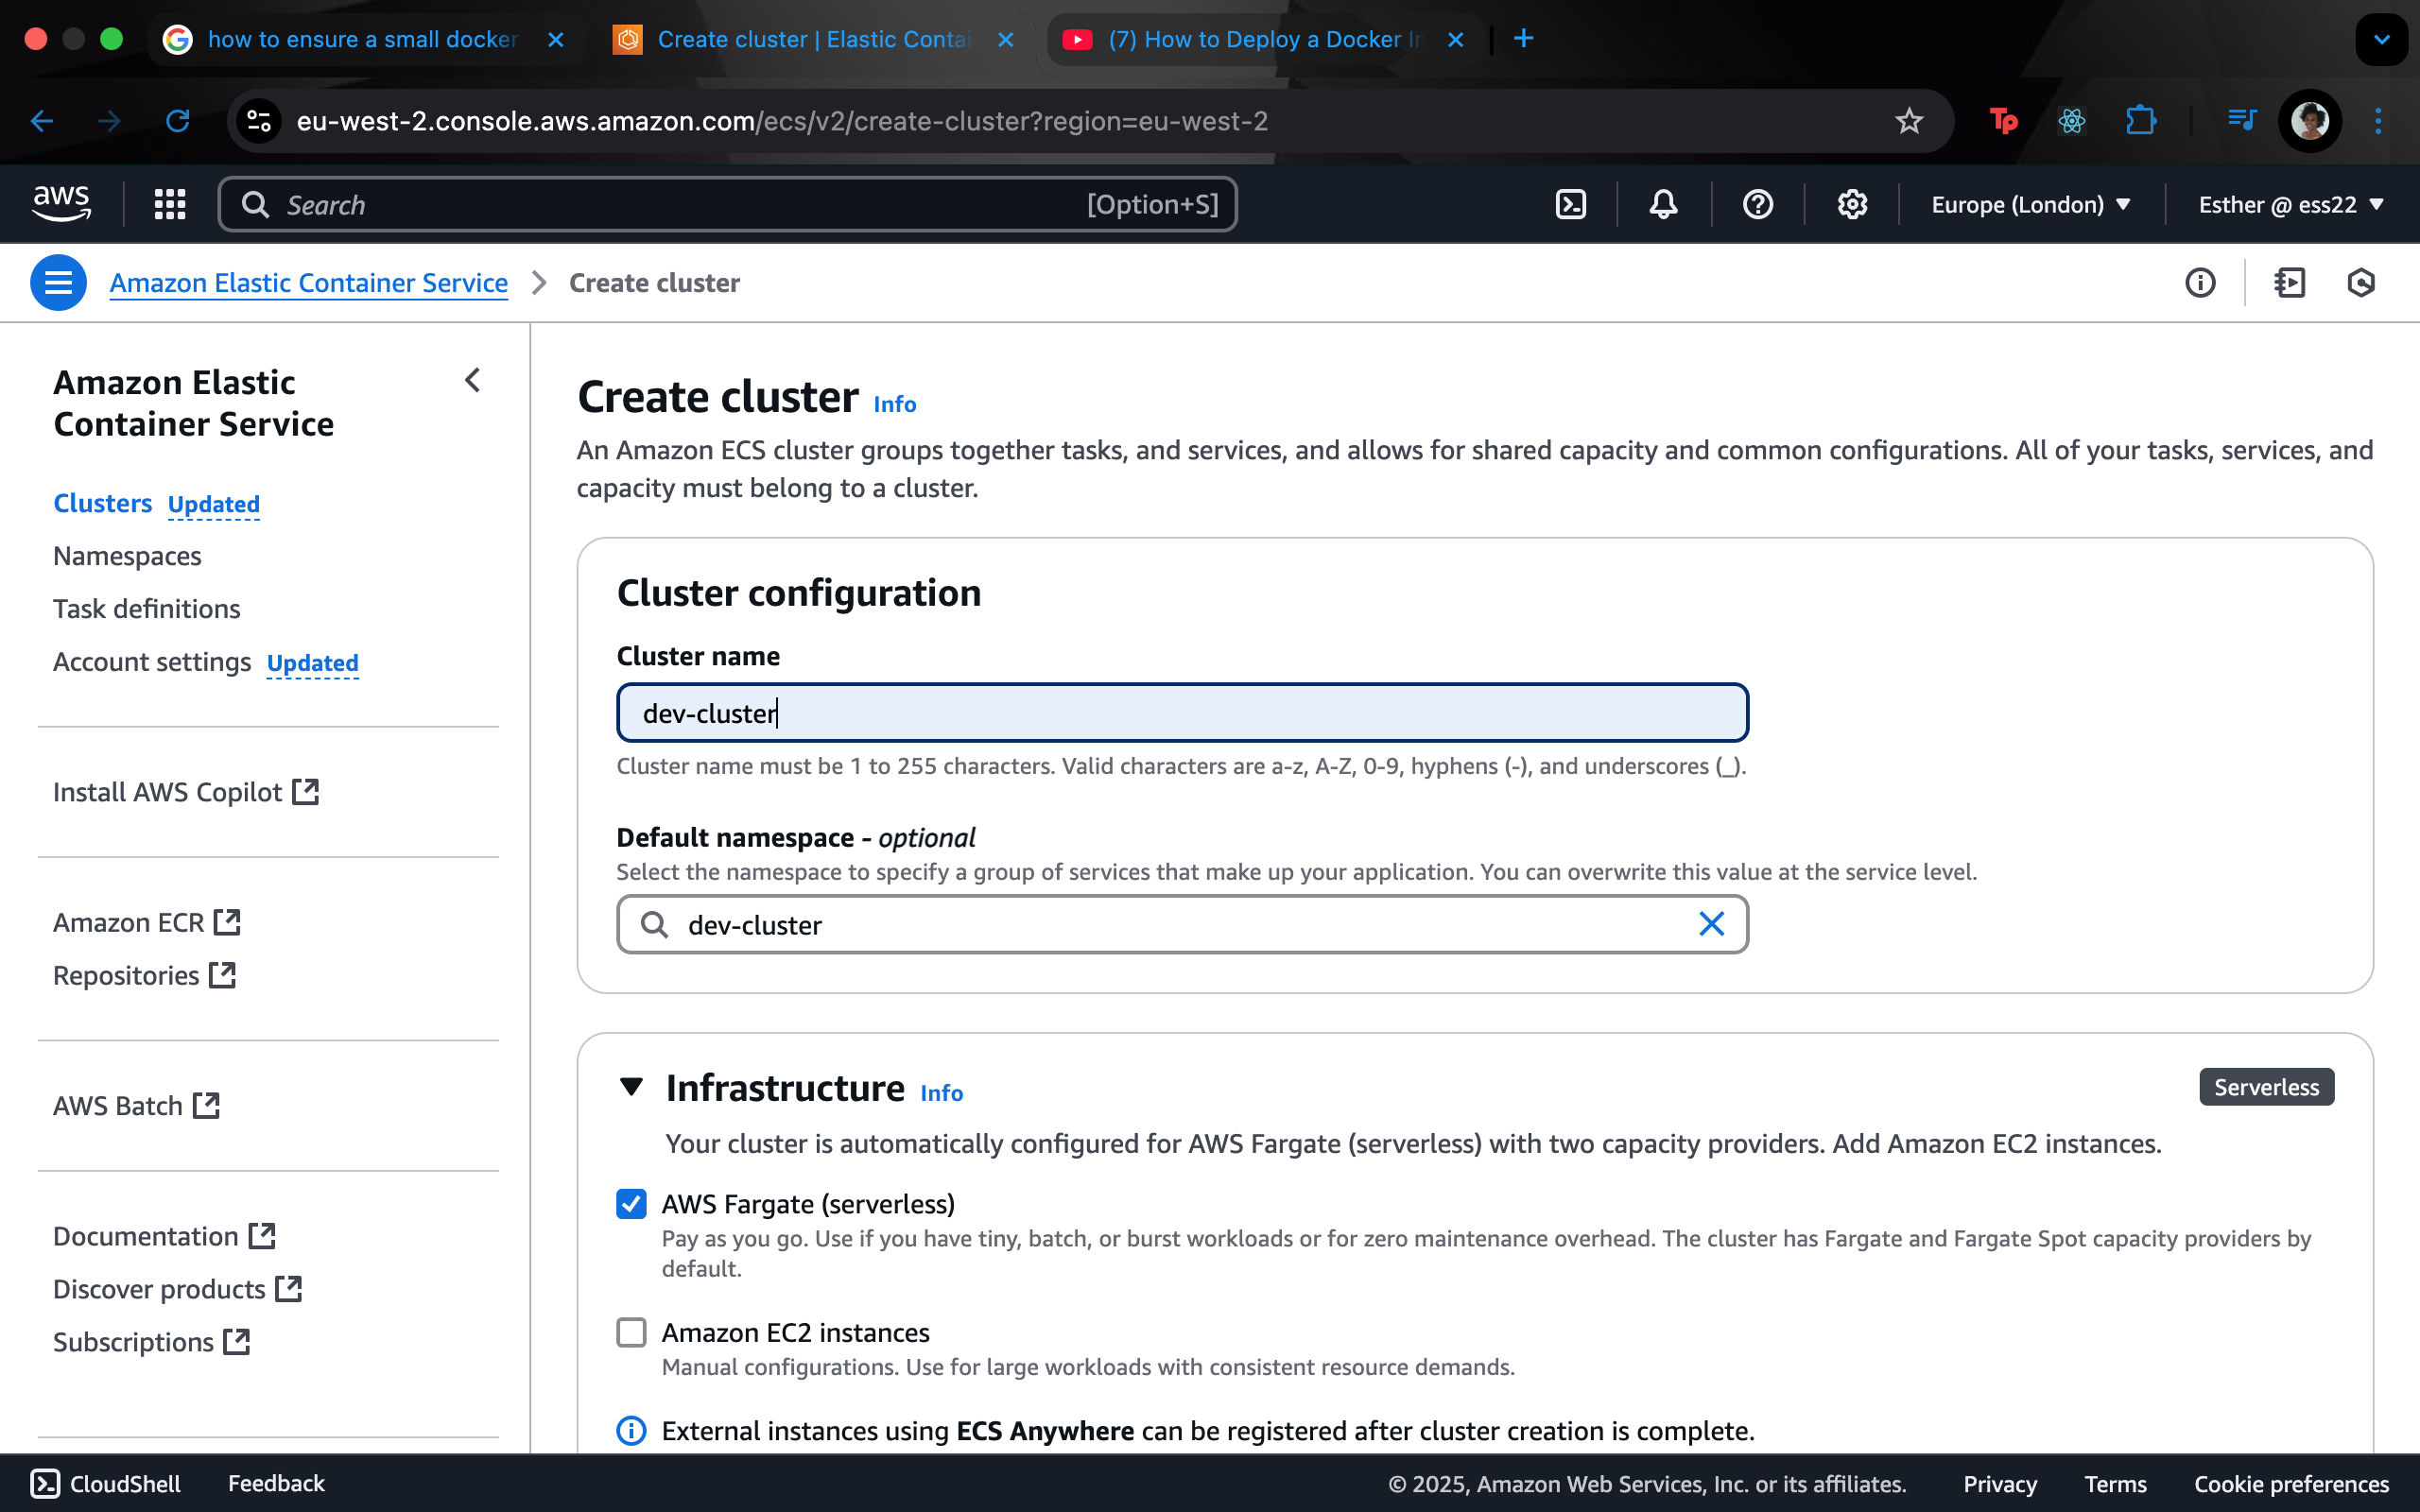 how to ensure a small docker
Create cluster | Elastic Contai
(7) How to Deploy a Docker
eu-west-2.console.aws.amazon.com/ecs/v2/create-cluster?region=eu-west-2
Tp
aws
Search
[Option+S]
Europe (London)
Esther @ ess22
Amazon Elastic Container Service
Create cluster
Amazon Elastic
Container Service
Clusters Updated
Namespaces
Task definitions
Account settings Updated
Install AWS Copilot
Amazon ECR
Repositories
AWS Batch
Documentation
Discover products
Subscriptions
Create cluster Info
An Amazon ECS cluster groups together tasks, and services, and allows for shared capacity and common configurations. All of your tasks, services, and
capacity must belong to a cluster.
Cluster configuration
Cluster name
dev-cluster
Cluster name must be 1 to 255 characters. Valid characters are a-z, A-Z, 0-9, hyphens (-), and underscores (_).
Default namespace - optional
Select the namespace to specify a group of services that make up your application. You can overwrite this value at the service level.
dev-cluster
Infrastructure Info
Serverless
Your cluster is automatically configured for AWS Fargate (serverless) with two capacity providers. Add Amazon EC2 instances.
AWS Fargate (serverless)
Pay as you go. Use if you have tiny, batch, or burst workloads or for zero maintenance overhead. The cluster has Fargate and Fargate Spot capacity providers by
default.
Amazon EC2 instances
Manual configurations. Use for large workloads with consistent resource demands.
External instances using ECS Anywhere can be registered after cluster creation is complete.
CloudShell
Feedback
© 2025, Amazon Web Services, Inc. or its affiliates.
Privacy
Terms
Cookie preferences